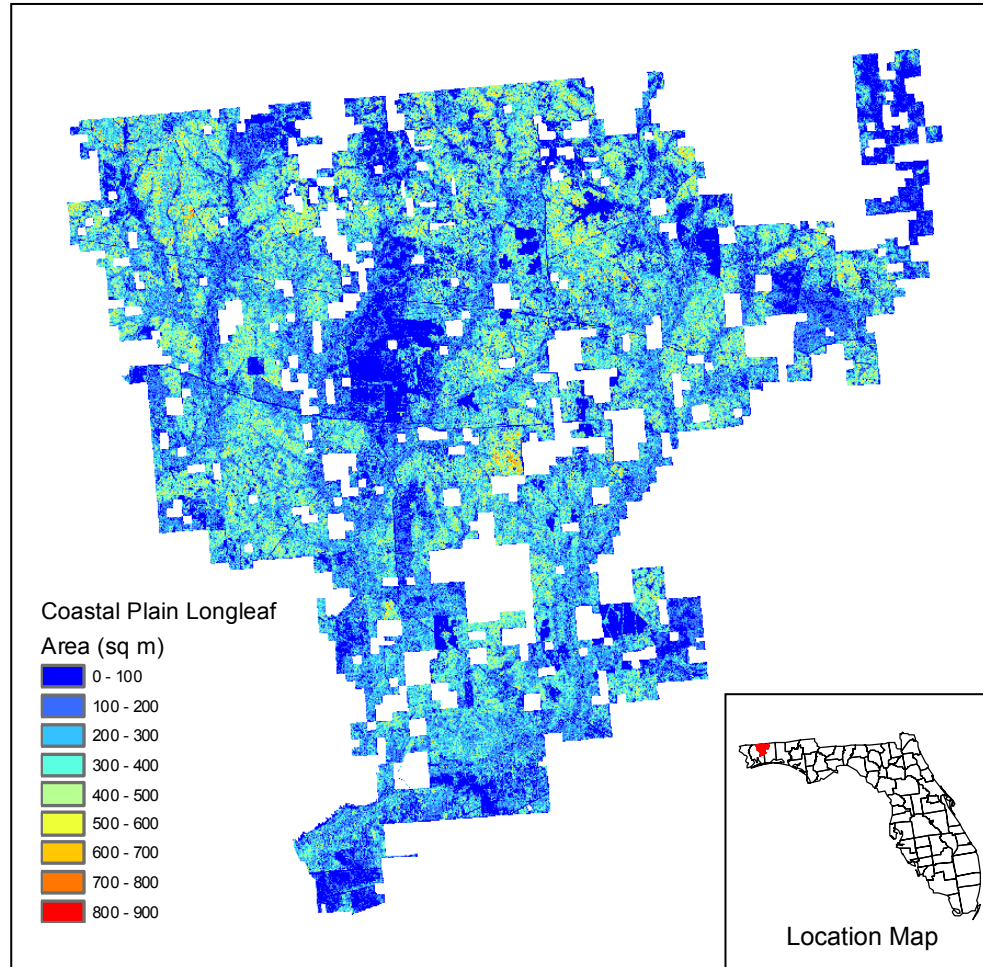 Coastal Plain Longleaf
Area (sq m)
0 - 100
100 - 200
200 - 300
300 - 400
400 - 500
500 - 600
600 - 700
700 - 800
800 - 900
Location Map